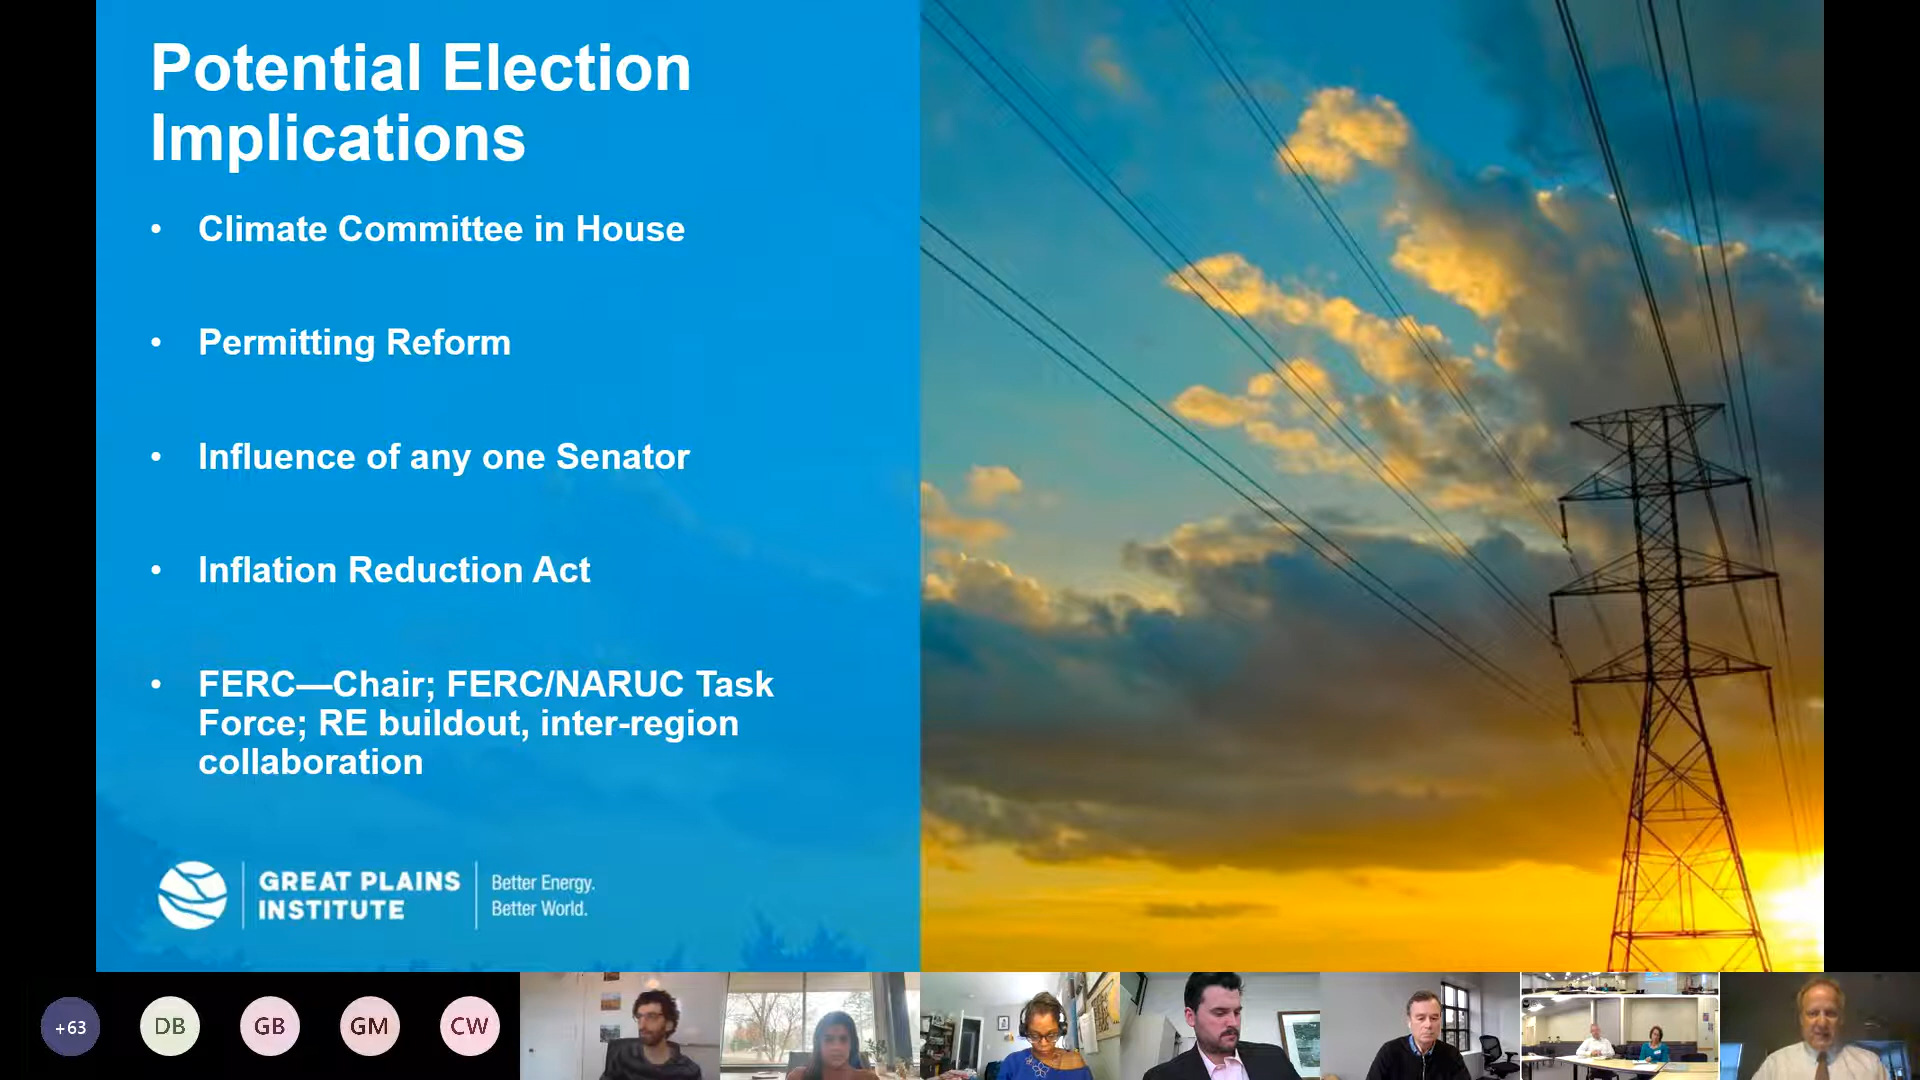 Potential Election
Implications
• Climate Committee in House
• Permitting Reform
• Influence of any one Senator
• Inflation Reduction Act
• FERC—Chair; FERC/NARUC Task
Force; RE buildout, inter-region
collaboration
GREAT PLAINS
INSTITUTE
Better Energy.
Better World.
+63
DB
GB
GM
CW